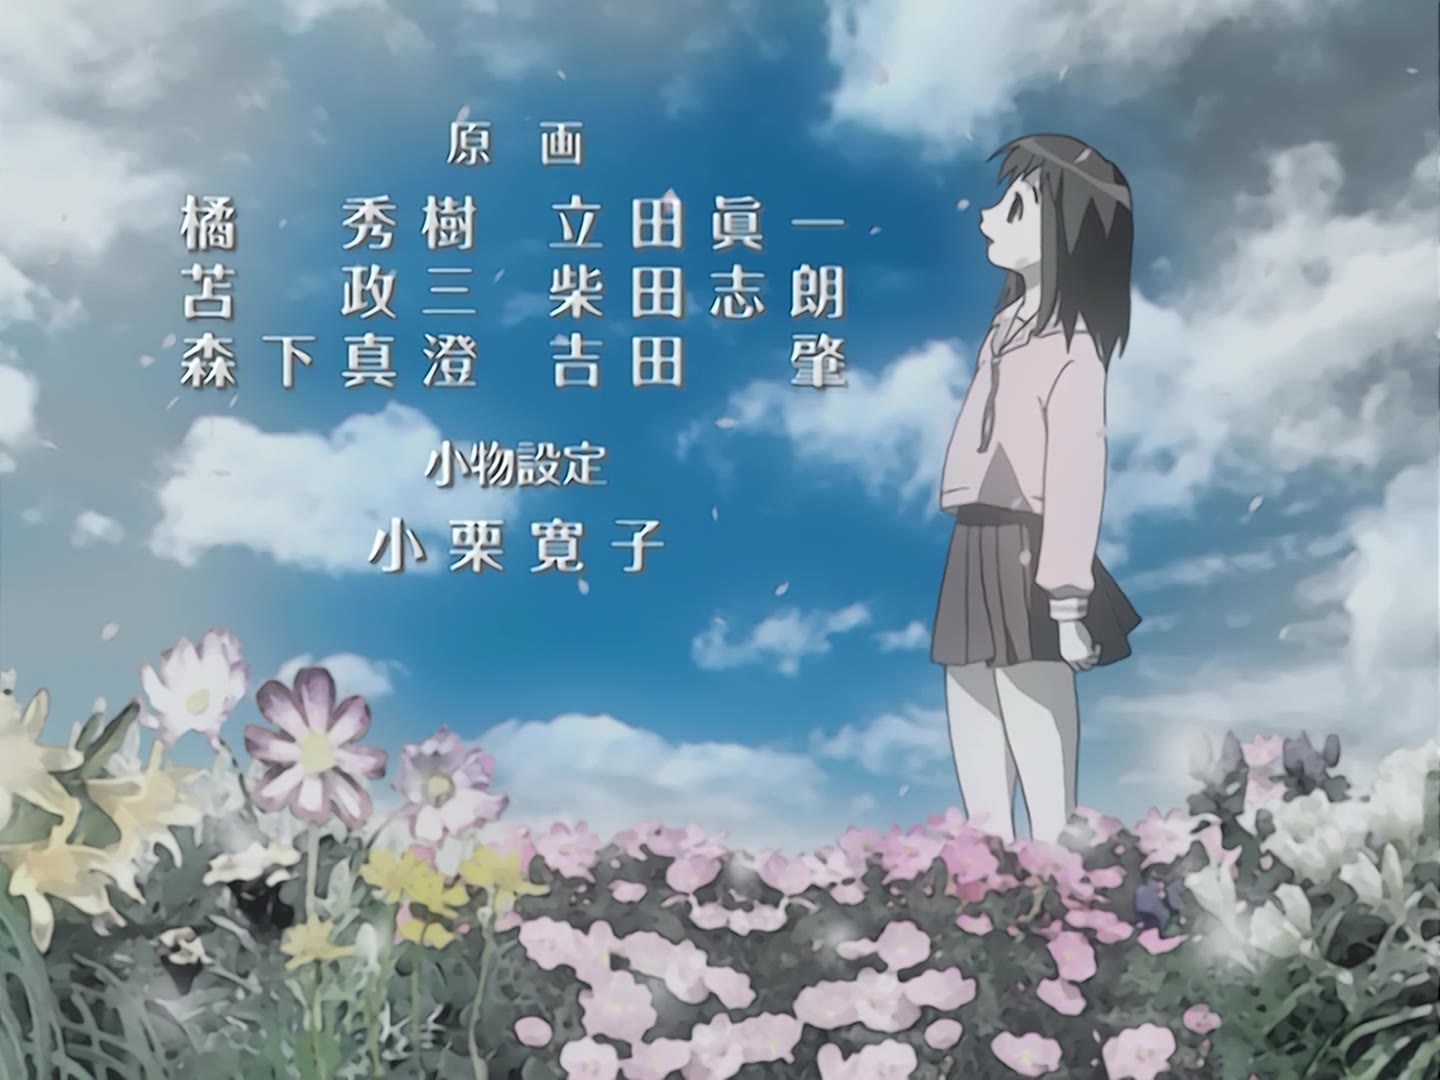 原画
橘 秀樹 立田眞一
苫 政三 柴田志朗
森下真澄 吉田 肇
小物設定
小栗寛子